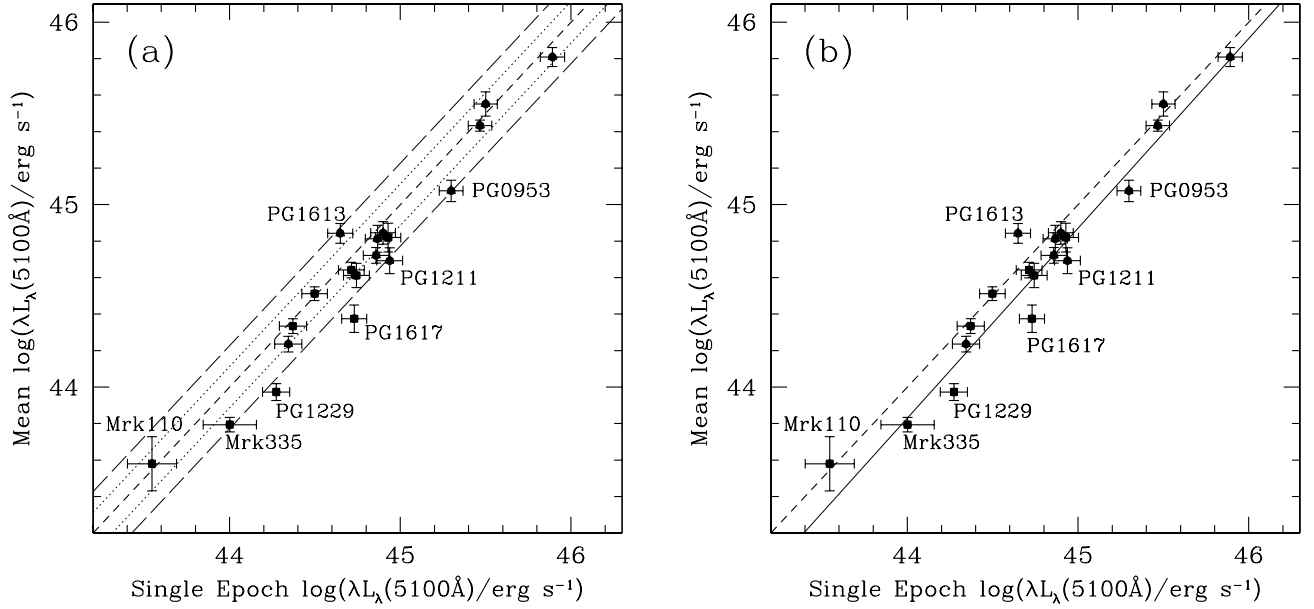 (a)
46
45
44
44 45 46
PG0953
PG1613
PG1211
PG1617
PG1229
Mrk110
Mrk335
Mean log(λLλ(5100Å)/erg s⁻¹)
Single Epoch log(λLλ(5100Å)/erg s⁻¹)
(b)
46
45
44
44 45 46
PG0953
PG1613
PG1211
PG1617
PG1229
Mrk110
Mrk335
Mean log(λLλ(5100Å)/erg s⁻¹)
Single Epoch log(λLλ(5100Å)/erg s⁻¹)